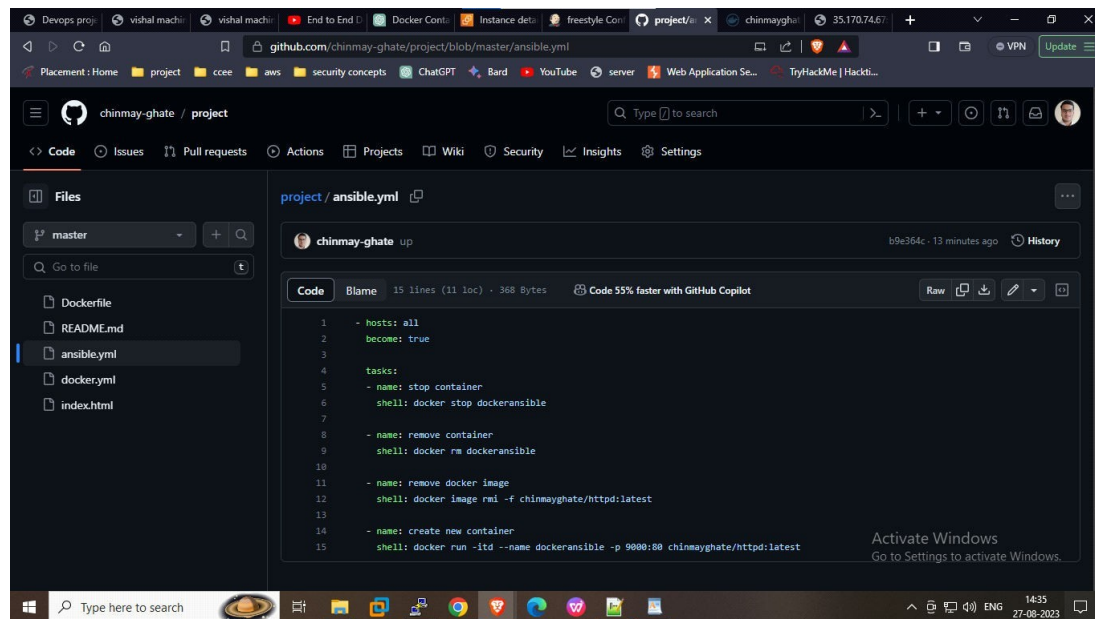 Devops proje vishal machin vishal machin End to End D Docker Conta Instance deta freestyle Conf project/a chinmayghat 35.170.74.67:
github.com/chinmay-ghate/project/blob/master/ansible.yml VPN Update
Placement : Home project ccee aws security concepts ChatGPT Bard YouTube server Web Application Se... TryHackMe | Hackti...
chinmay-ghate / project Type / to search
Code Issues Pull requests Actions Projects Wiki Security Insights Settings
Files
project / ansible.yml
master
chinmay-ghate up b9e364c · 13 minutes ago History
Go to file t
Code Blame 15 lines (11 loc) · 368 Bytes Code 55% faster with GitHub Copilot Raw
Dockerfile
README.md
ansible.yml
docker.yml
index.html
1 - hosts: all
2 become: true
3
4 tasks:
5 - name: stop container
6 shell: docker stop dockeransible
7
8 - name: remove container
9 shell: docker rm dockeransible
10
11 - name: remove docker image
12 shell: docker image rmi -f chinmayghate/httpd:latest
13
14 - name: create new container
15 shell: docker run -itd --name dockeransible -p 9000:80 chinmayghate/httpd:latest
Activate Windows
Go to Settings to activate Windows.
Type here to search ENG 14:35
27-08-2023